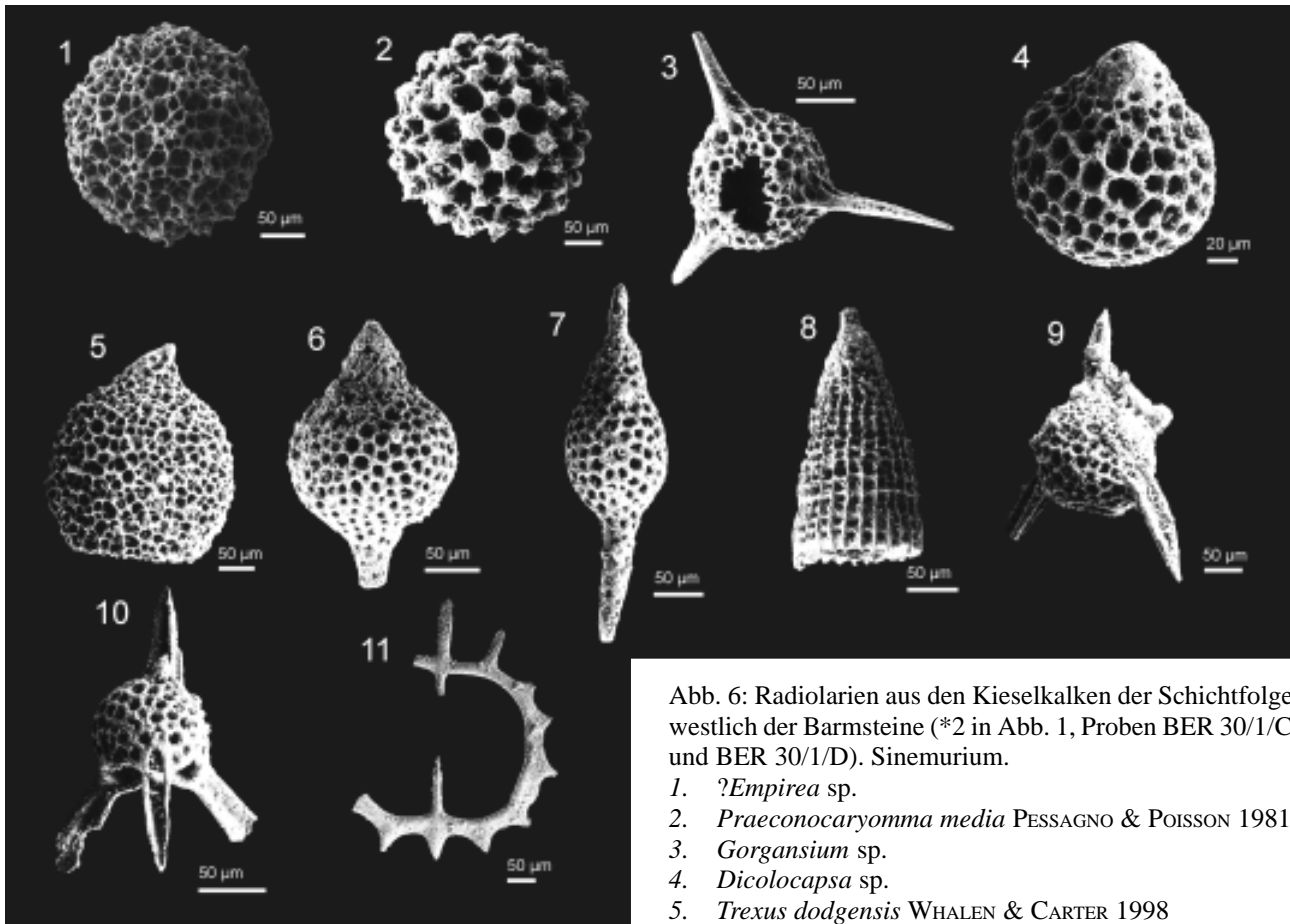 1
2
3
50 µm
4
50 µm
50 µm
20 µm
5
6
7
8
9
50 µm
50 µm
50 µm
50 µm
50 µm
10
11
50 µm
50 µm
Abb. 6: Radiolarien aus den Kieselkalken der Schichtfolge
westlich der Barmsteine (*2 in Abb. 1, Proben BER 30/1/C
und BER 30/1/D). Sinemurium.
1. ?Empirea sp.
2. Praeconocaryomma media PESSAGNO & POISSON 1981
3. Gorgansium sp.
4. Dicolocapsa sp.
5. Trexus dodgensis WHALEN & CARTER 1998